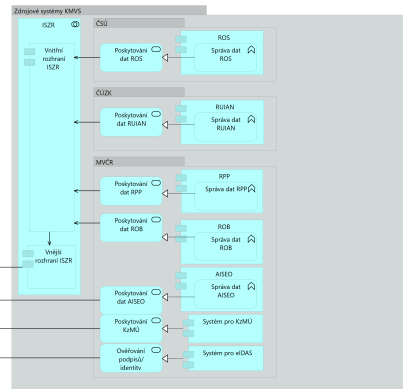 Zdrojové systémy KMVS
ISZR
Vnitřní
rozhraní
ISZR
Vnější
rozhraní ISZR
ČSÚ
Poskytování
dat ROS
ROS
Správa dat
ROS
ČÚZK
Poskytování
dat RUIAN
RUIAN
Správa dat
RUIAN
MVČR
Poskytování
dat RPP
RPP
Správa dat RPP
Poskytování
dat ROB
ROB
Správa dat
ROB
Poskytování
dat AISEO
AISEO
Správa dat
AISEO
Poskytování
KzMÚ
Systém pro KzMÚ
Ověřování
podpisů/
identity
Systém pro eIDAS